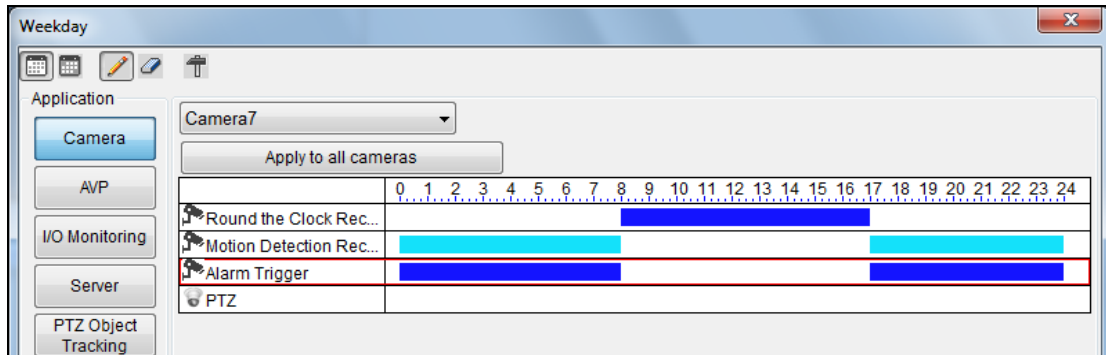 Weekday
Application
Camera
AVP
I/O Monitoring
Server
PTZ Object
Tracking
Camera7
Apply to all cameras
0 1 2 3 4 5 6 7 8 9 10 11 12 13 14 15 16 17 18 19 20 21 22 23 24
Round the Clock Rec...
Motion Detection Rec...
Alarm Trigger
PTZ